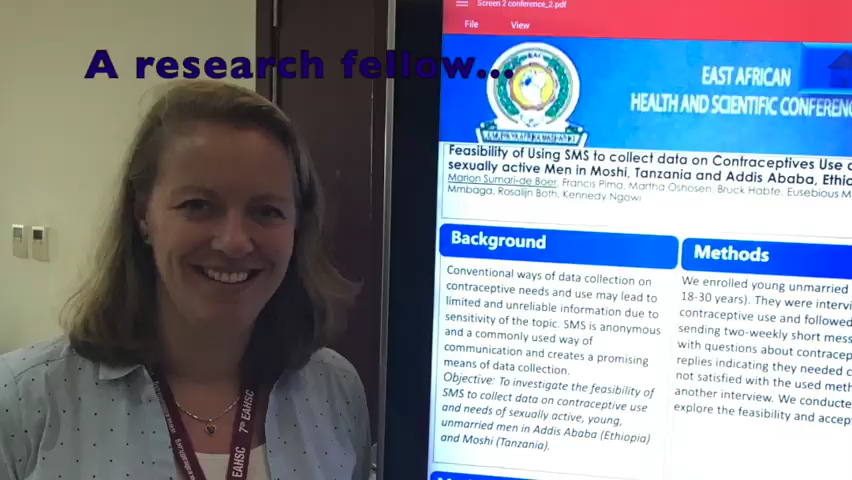 Screen 2 conference_2.pdf
File View
A research fellow...
EAST AFRICAN
HEALTH AND SCIENTIFIC CONFERENC
Feasibility of Using SMS to collect data on Contraceptives Use
sexually active Men in Moshi, Tanzania and Addis Ababa, Ethio
Marion Sumari-de Boer, Francis Pima, Martha Oshosen, Bruck Habte, Eusebious M
Mmbaga, Rosalijn Both, Kennedy Ngowi
Background
Conventional ways of data collection on
contraceptive needs and use may lead to
limited and unreliable information due to
sensitivity of the topic. SMS is anonymous
and a commonly used way of
communication and creates a promising
means of data collection.
Objective: To investigate the feasibility of
SMS to collect data on contraceptive use
and needs of sexually active, young,
unmarried men in Addis Ababa (Ethiopia)
and Moshi (Tanzania).
Methods
We enrolled young unmarried
18-30 years). They were intervi
contraceptive use and followed
sending two-weekly short mess
with questions about contracep
replies indicating they needed c
not satisfied with the used meth
another interview. We conducte
explore the feasibility and accep
7th EAHSC